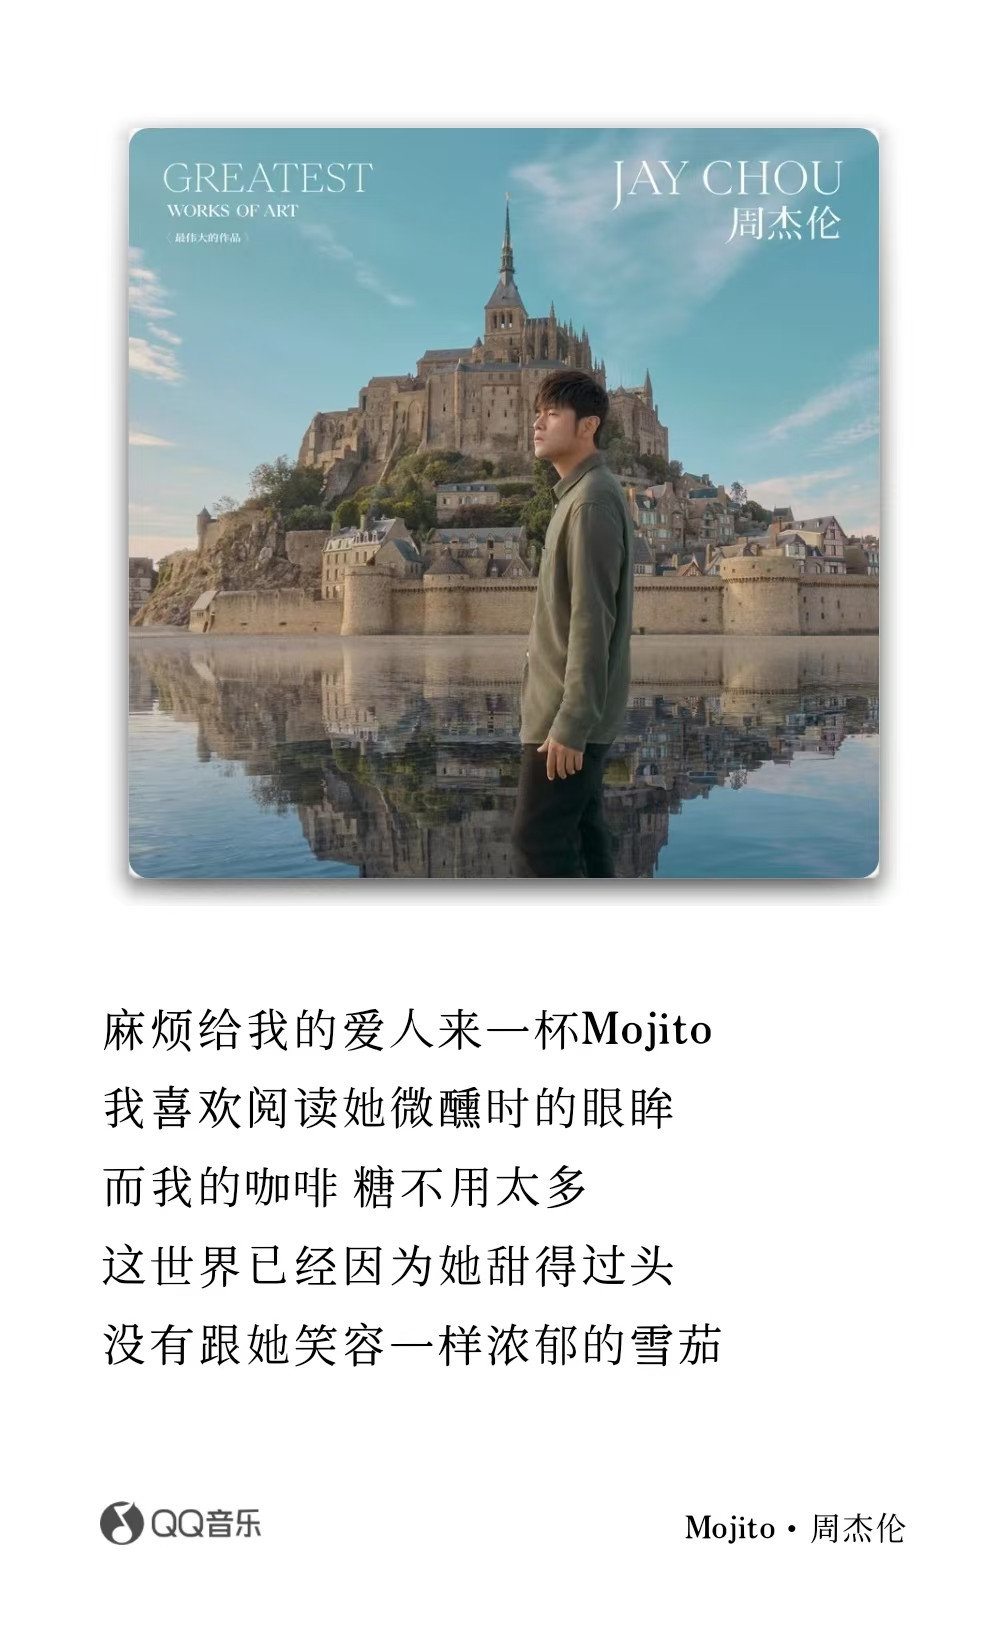 GREATEST
WORKS OF ART
〈最伟大的作品〉
JAY CHOU
周杰伦
麻烦给我的爱人来一杯Mojito
我喜欢阅读她微醺时的眼眸
而我的咖啡 糖不用太多
这世界已经因为她甜得过头
没有跟她笑容一样浓郁的雪茄
QQ音乐
Mojito · 周杰伦